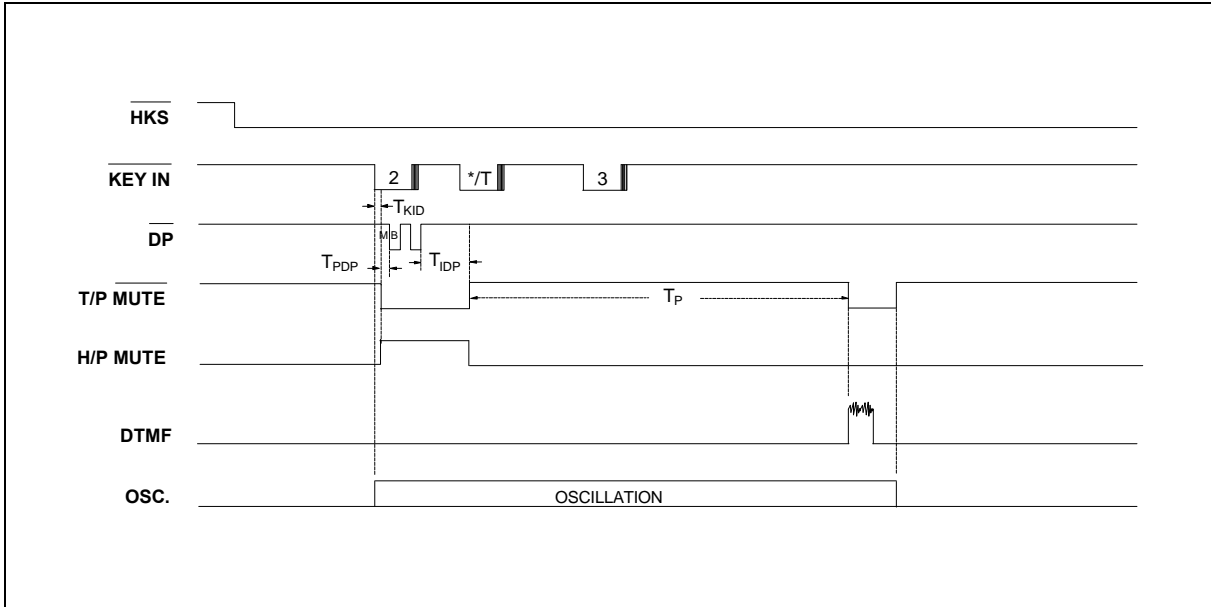 HKS
KEY IN
2
*/T
3
TKID
DP
M B
TPDP
TIDP
T/P MUTE
TP
H/P MUTE
DTMF
OSC.
OSCILLATION